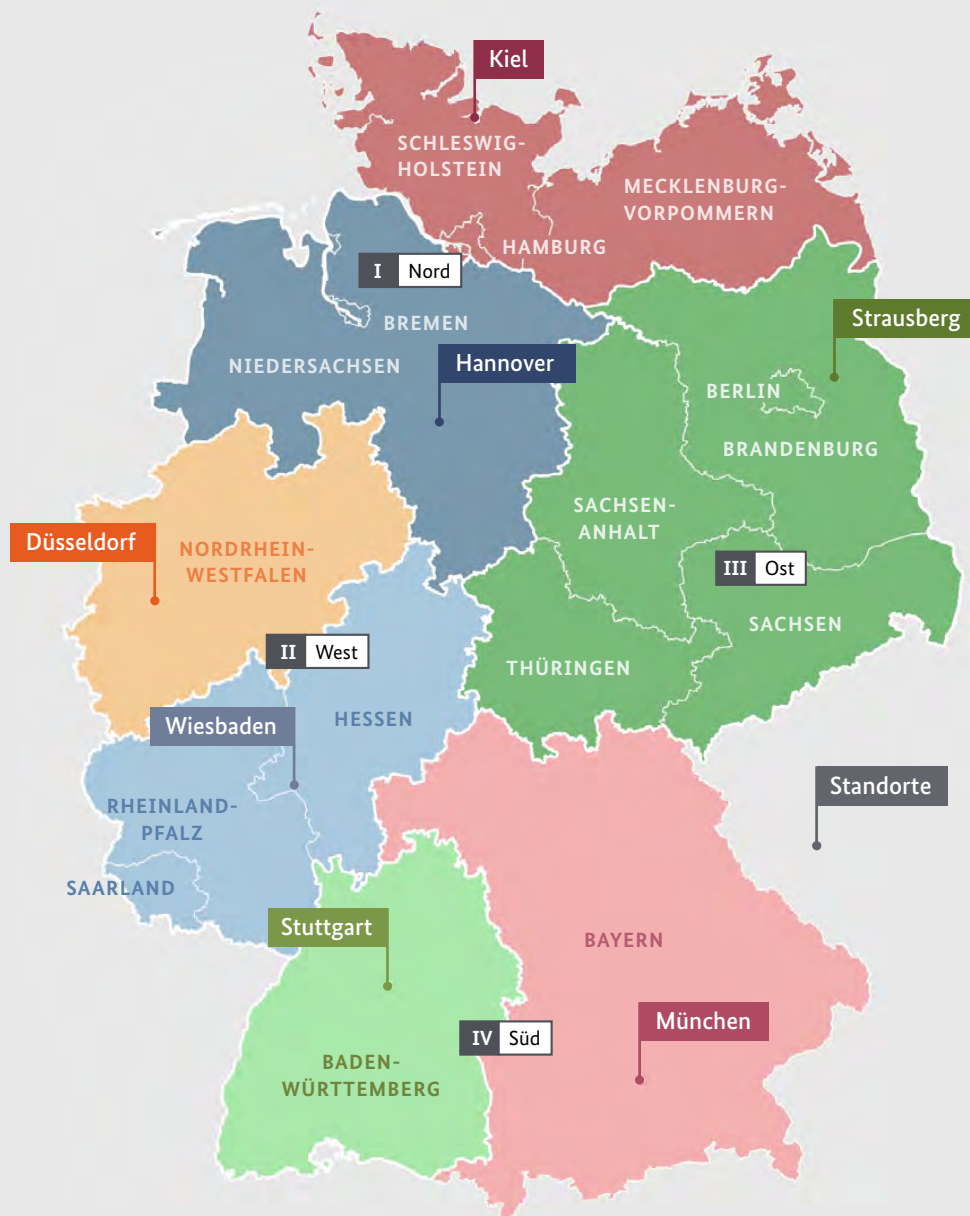 Kiel
SCHLESWIG-
HOLSTEIN
MECKLENBURG-
VORPOMMERN
HAMBURG
I Nord
BREMEN
Strausberg
NIEDERSACHSEN
Hannover
BERLIN
BRANDENBURG
SACHSEN-
ANHALT
Düsseldorf
NORDRHEIN-
WESTFALEN
III Ost
SACHSEN
II West
THÜRINGEN
HESSEN
Wiesbaden
Standorte
RHEINLAND-
PFALZ
SAARLAND
Stuttgart
BAYERN
München
IV Süd
BADEN-
WÜRTTEMBERG